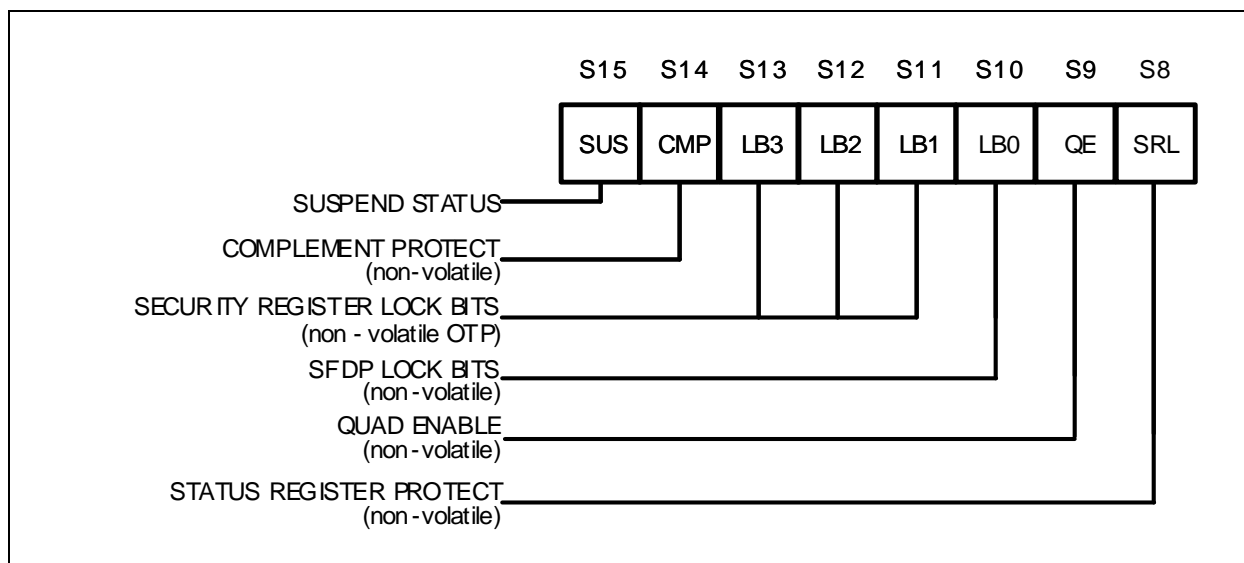 S15 S14 S13 S12 S11 S10 S9 S8
SUS CMP LB3 LB2 LB1 LB0 QE SRL
SUSPEND STATUS
COMPLEMENT PROTECT
(non-volatile)
SECURITY REGISTER LOCK BITS
(non - volatile OTP)
SFDP LOCK BITS
(non-volatile)
QUAD ENABLE
(non-volatile)
STATUS REGISTER PROTECT
(non-volatile)